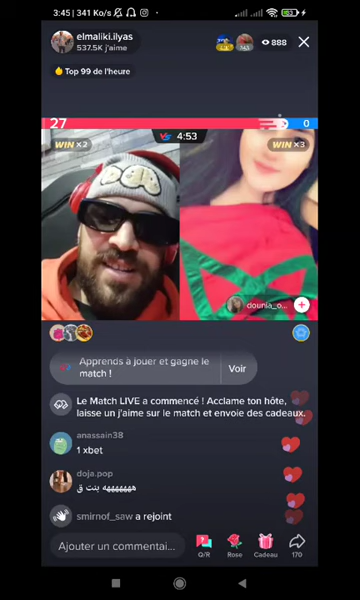 3:45 | 341 Ko/s
elmaliki.ilyas
537.5K j'aime
888
Top 99 de l'heure
27
0
WIN ×2
VS 4:53
WIN ×3
dounia_o...
Apprends à jouer et gagne le
match !
Voir
Le Match LIVE a commencé ! Acclame ton hôte,
laisse un j'aime sur le match et envoie des cadeaux.
anassain38
1 xbet
doja.pop
هههههههه بنت ق
smirnof_saw a rejoint
Ajouter un commentai...
Q/R
Rose
Cadeau
170